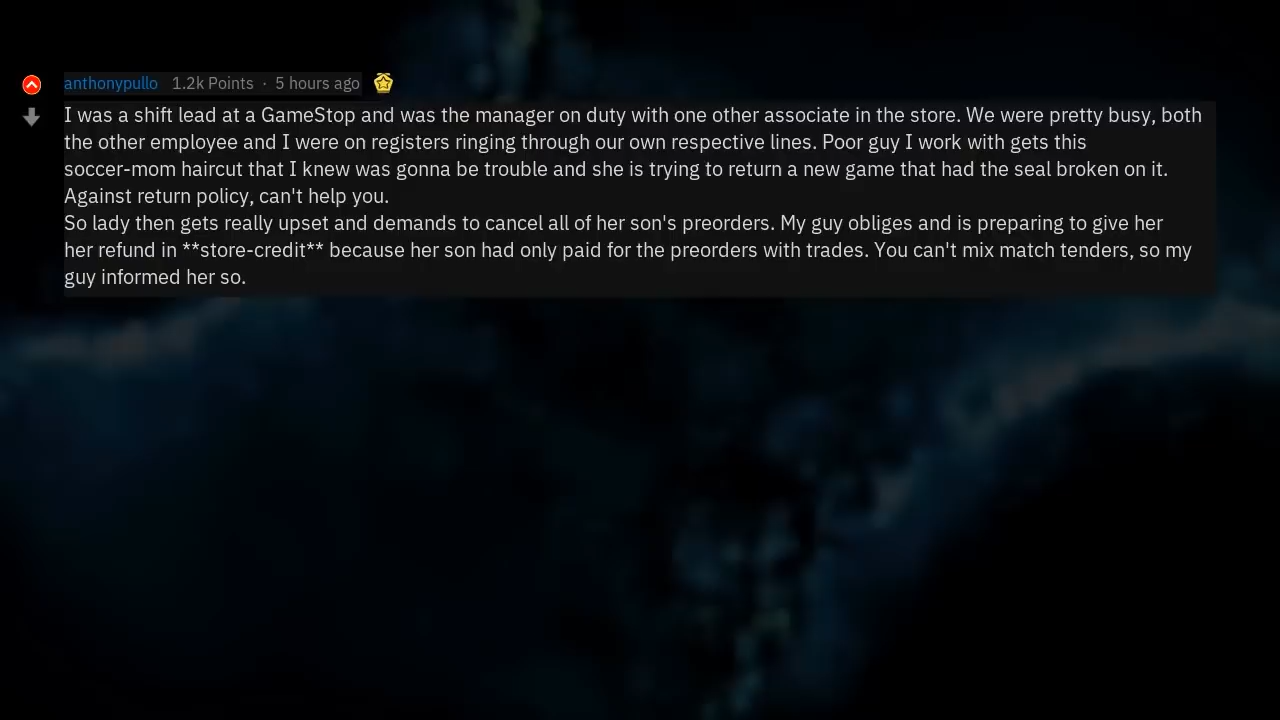 anthonypullo 1.2k Points · 5 hours ago
I was a shift lead at a GameStop and was the manager on duty with one other associate in the store. We were pretty busy, both
the other employee and I were on registers ringing through our own respective lines. Poor guy I work with gets this
soccer-mom haircut that I knew was gonna be trouble and she is trying to return a new game that had the seal broken on it.
Against return policy, can't help you.
So lady then gets really upset and demands to cancel all of her son's preorders. My guy obliges and is preparing to give her
her refund in **store-credit** because her son had only paid for the preorders with trades. You can't mix match tenders, so my
guy informed her so.